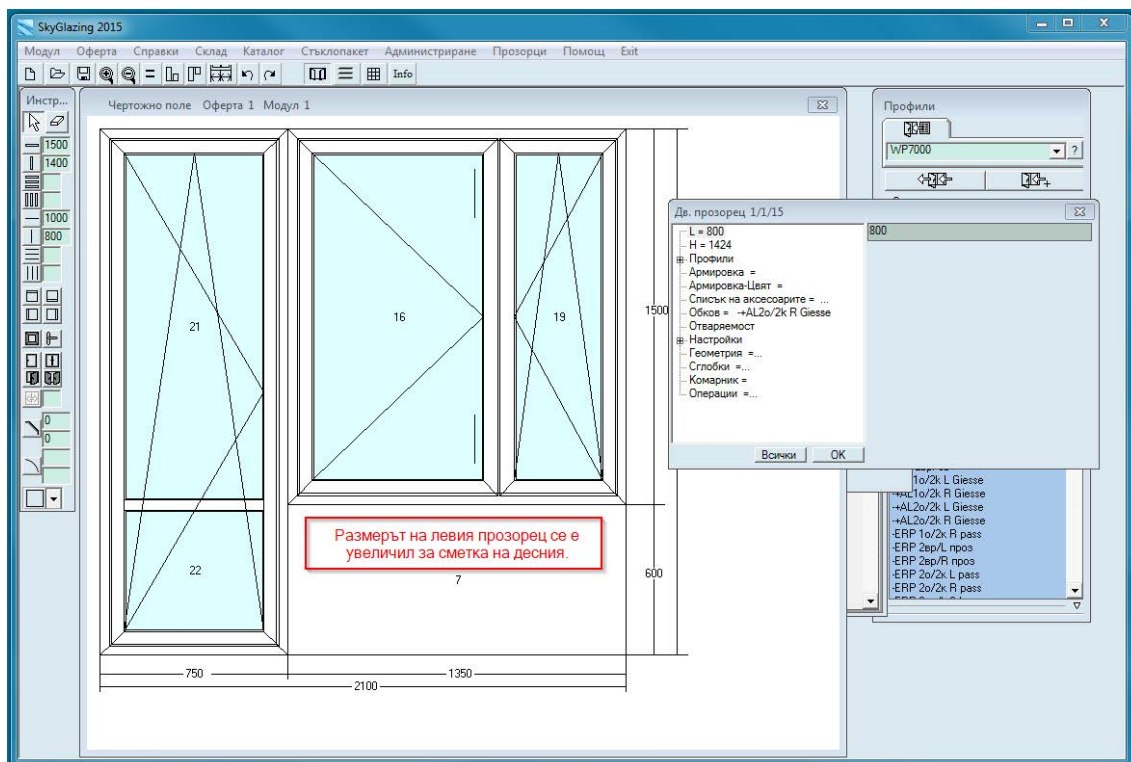 SkyGlazing 2015
Модул Оферта Справки Склад Каталог Стъклопакет Администриране Прозорци Помощ Exit
Info
Инстр...
1500
1400
1000
800
0
0
Чертожно поле Оферта 1 Модул 1
21
16
19
22
7
1500
600
750
1350
2100
Размерът на левия прозорец се е
увеличил за сметка на десния.
Профили
WP7000
?
Дв. прозорец 1/1/15
L = 800
800
H = 1424
Профили
Армировка =
Армировка-Цвят =
Списък на аксесоарите = ...
Обков = -+AL2o/2k R Giesse
Отваряемост
Настройки
Геометрия =...
Сглобки =...
Комарник =
Операции =...
Всички
OK
1o/2k L Giesse
-+AL1o/2k R Giesse
-+AL2o/2k L Giesse
-+AL2o/2k R Giesse
-ERP 1o/2k R pass
-ERP 2вр/L проз
-ERP 2вр/R проз
-ERP 2o/2k L pass
-ERP 2o/2k R pass